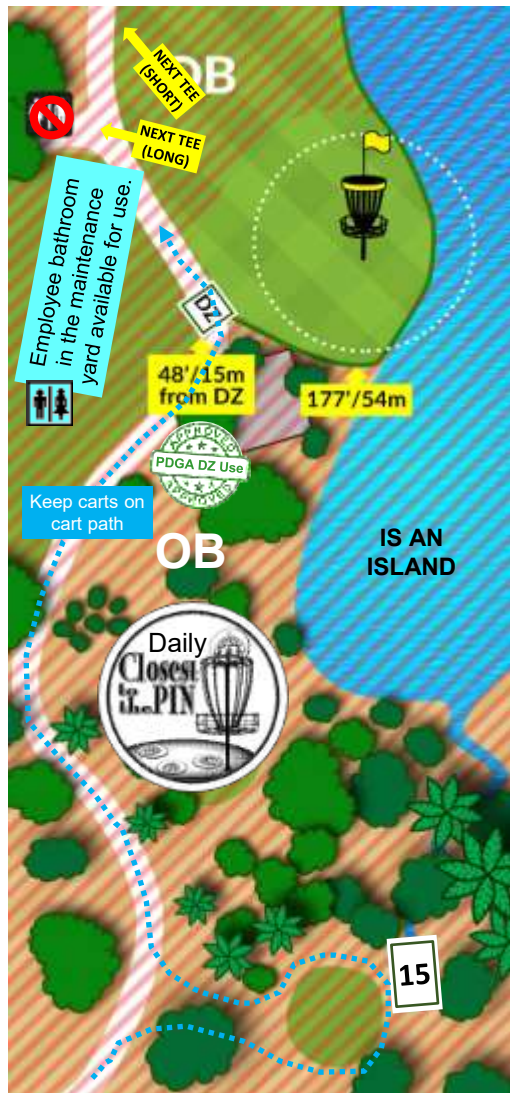 OB
NEXT TEE
(SHORT)
NEXT TEE
(LONG)
Employee bathroom
in the maintenance
yard available for use.
DZ
48'/15m
from DZ
177'/54m
APPROVED
PDGA DZ Use
APPROVED
Keep carts on
cart path
OB
IS AN
ISLAND
Daily
Closest
to
the PIN
15